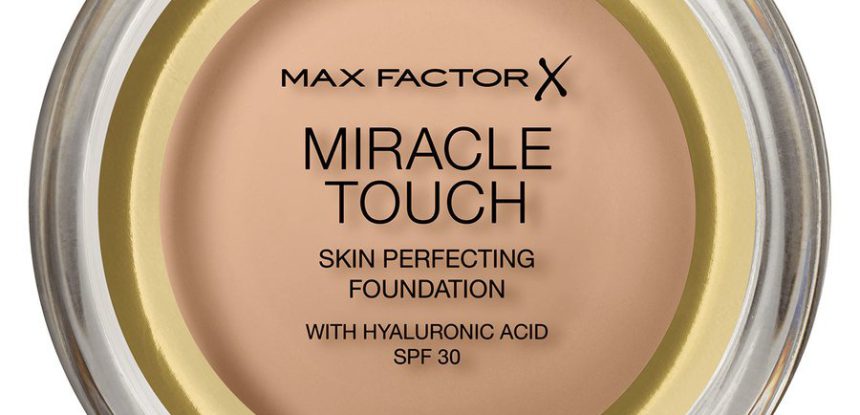 MAX FACTOR X
MIRACLE
TOUCH
SKIN PERFECTING
FOUNDATION
WITH HYALURONIC ACID
SPF 30